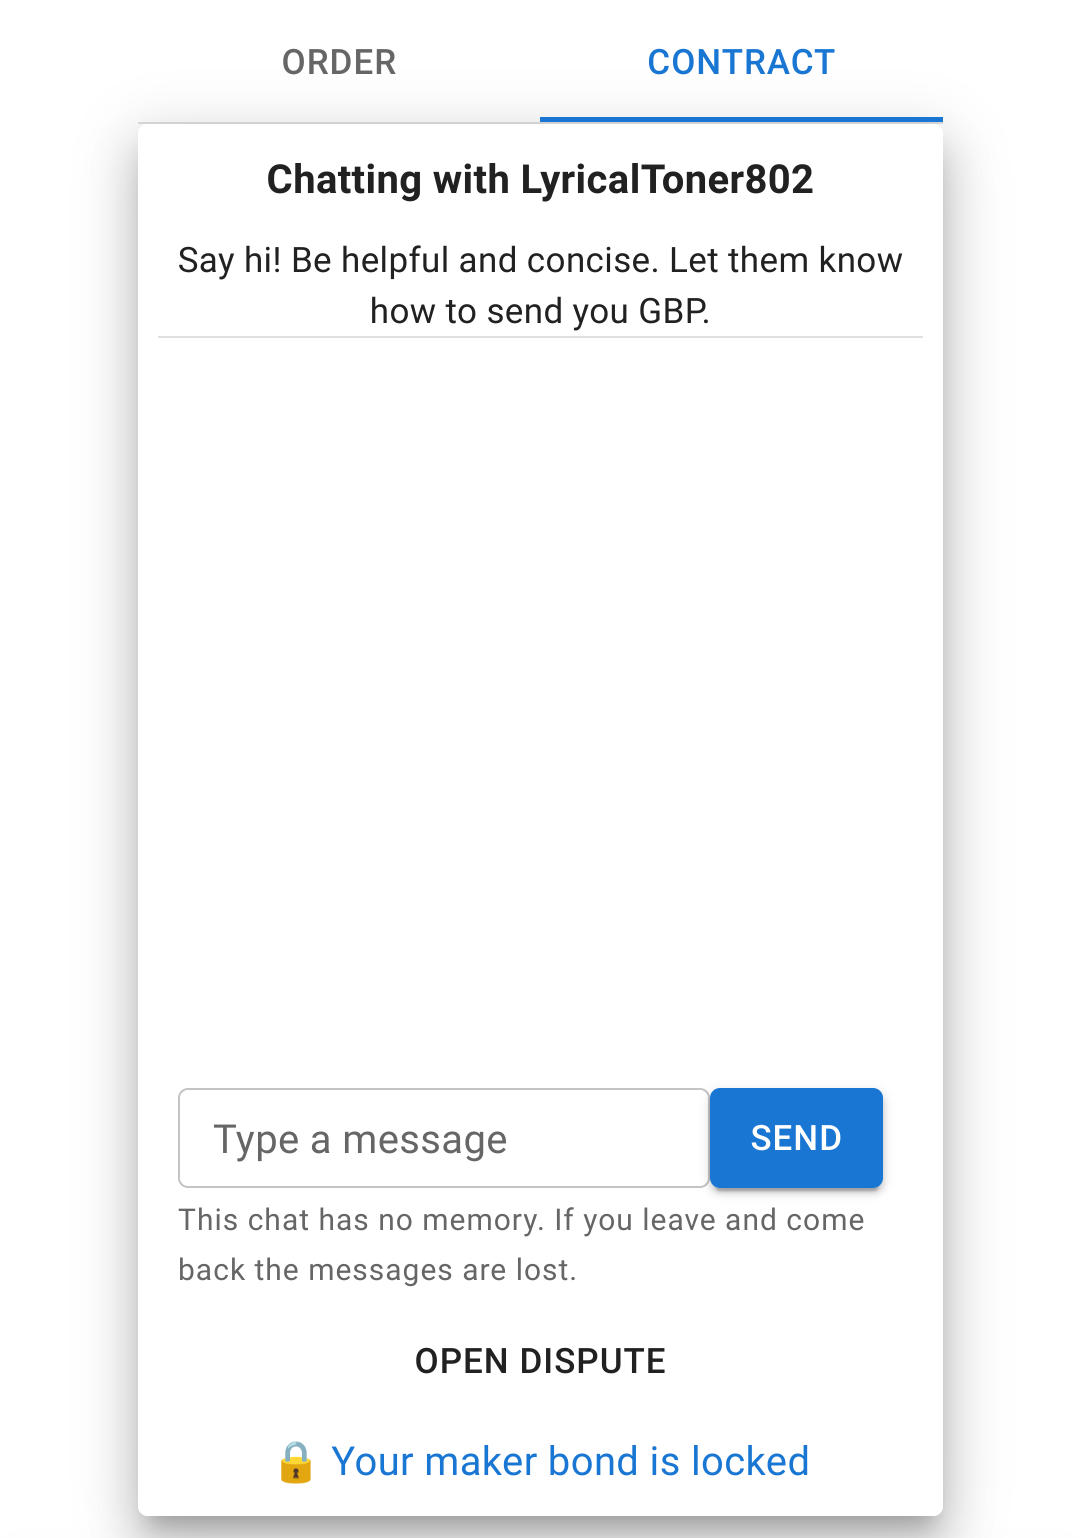 ORDER
CONTRACT
Chatting with LyricalToner802
Say hi! Be helpful and concise. Let them know
how to send you GBP.
Type a message
SEND
This chat has no memory. If you leave and come
back the messages are lost.
OPEN DISPUTE
🔒 Your maker bond is locked